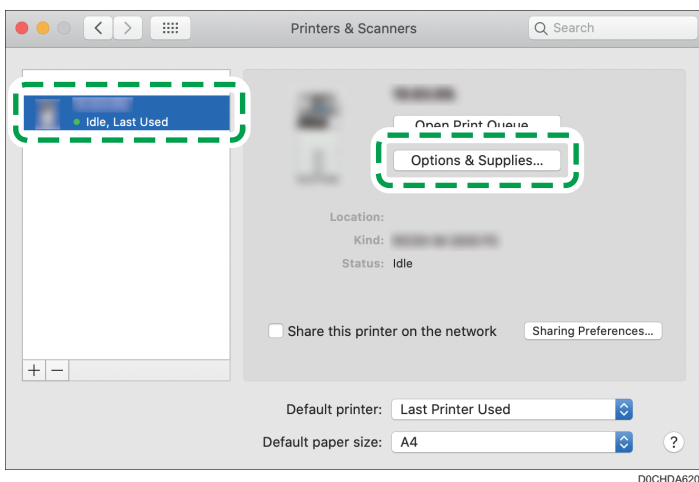 Printers & Scanners
Search
Idle, Last Used
Open Print Queue
Options & Supplies...
Location:
Kind:
Status: Idle
Share this printer on the network
Sharing Preferences...
+ −
Default printer: Last Printer Used
Default paper size: A4
?
D0CHDA620